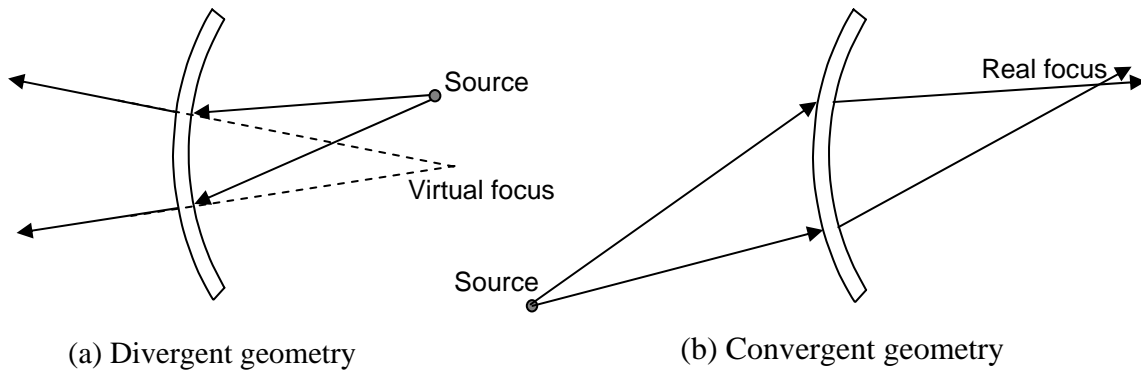 Source
Virtual focus
(a) Divergent geometry
Real focus
Source
(b) Convergent geometry